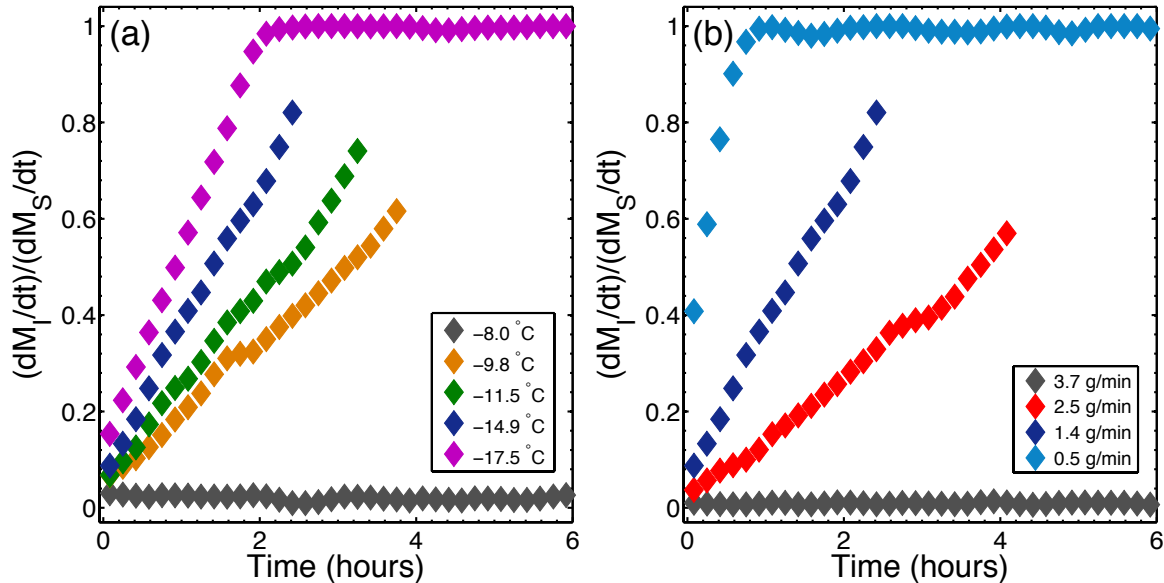 (a)
(dM_I/dt)/(dM_S/dt)
1
0.8
0.6
0.4
0.2
0
0 2 4 6
Time (hours)
−8.0 °C
−9.8 °C
−11.5 °C
−14.9 °C
−17.5 °C
(b)
(dM_I/dt)/(dM_S/dt)
1
0.8
0.6
0.4
0.2
0
0 2 4 6
Time (hours)
3.7 g/min
2.5 g/min
1.4 g/min
0.5 g/min